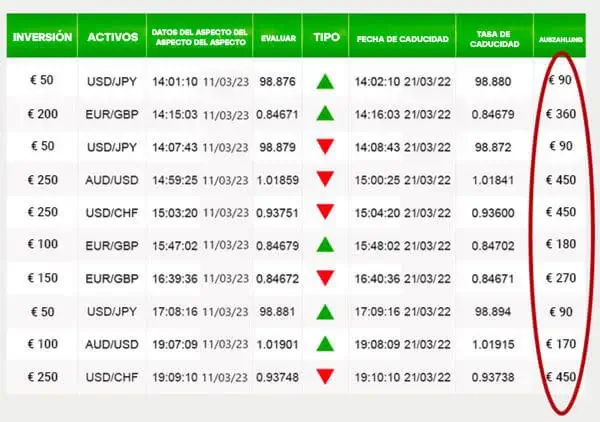 INVERSIÓN ACTIVOS DATOS DEL ASPECTO DEL EVALUAR TIPO FECHA DE CADUCIDAD TASA DE AUSZAHLUNG
ASPECTO DEL ASPECTO CADUCIDAD
€ 50 USD/JPY 14:01:10 11/03/23 98.876 14:02:10 21/03/22 98.880 € 90
€ 200 EUR/GBP 14:15:03 11/03/23 0.84671 14:16:03 21/03/22 0.84679 € 360
€ 50 USD/JPY 14:07:43 11/03/23 98.879 14:08:43 21/03/22 98.872 € 90
€ 250 AUD/USD 14:59:25 11/03/23 1.01859 15:00:25 21/03/22 1.01841 € 450
€ 250 USD/CHF 15:03:20 11/03/23 0.93751 15:04:20 21/03/22 0.93600 € 450
€ 100 EUR/GBP 15:47:02 11/03/23 0.84679 15:48:02 21/03/22 0.84702 € 180
€ 150 EUR/GBP 16:39:36 11/03/23 0.84672 16:40:36 21/03/22 0.84671 € 270
€ 50 USD/JPY 17:08:16 11/03/23 98.881 17:09:16 21/03/22 98.894 € 90
€ 100 AUD/USD 19:07:09 11/03/23 1.01901 19:08:09 21/03/22 1.01915 € 170
€ 250 USD/CHF 19:09:10 11/03/23 0.93748 19:10:10 21/03/22 0.93738 € 450